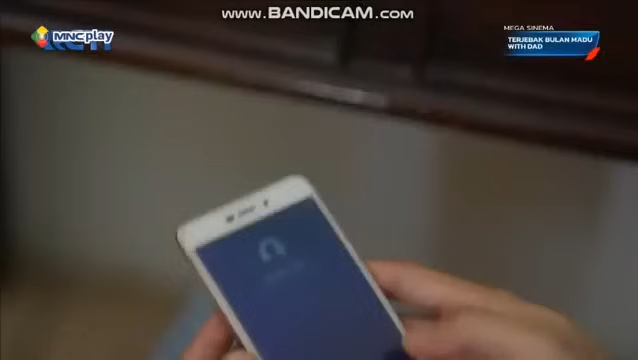 www.BANDICAM.com
MNCplay
MEGA SINEMA
TERJEBAK BULAN MADU
WITH DAD